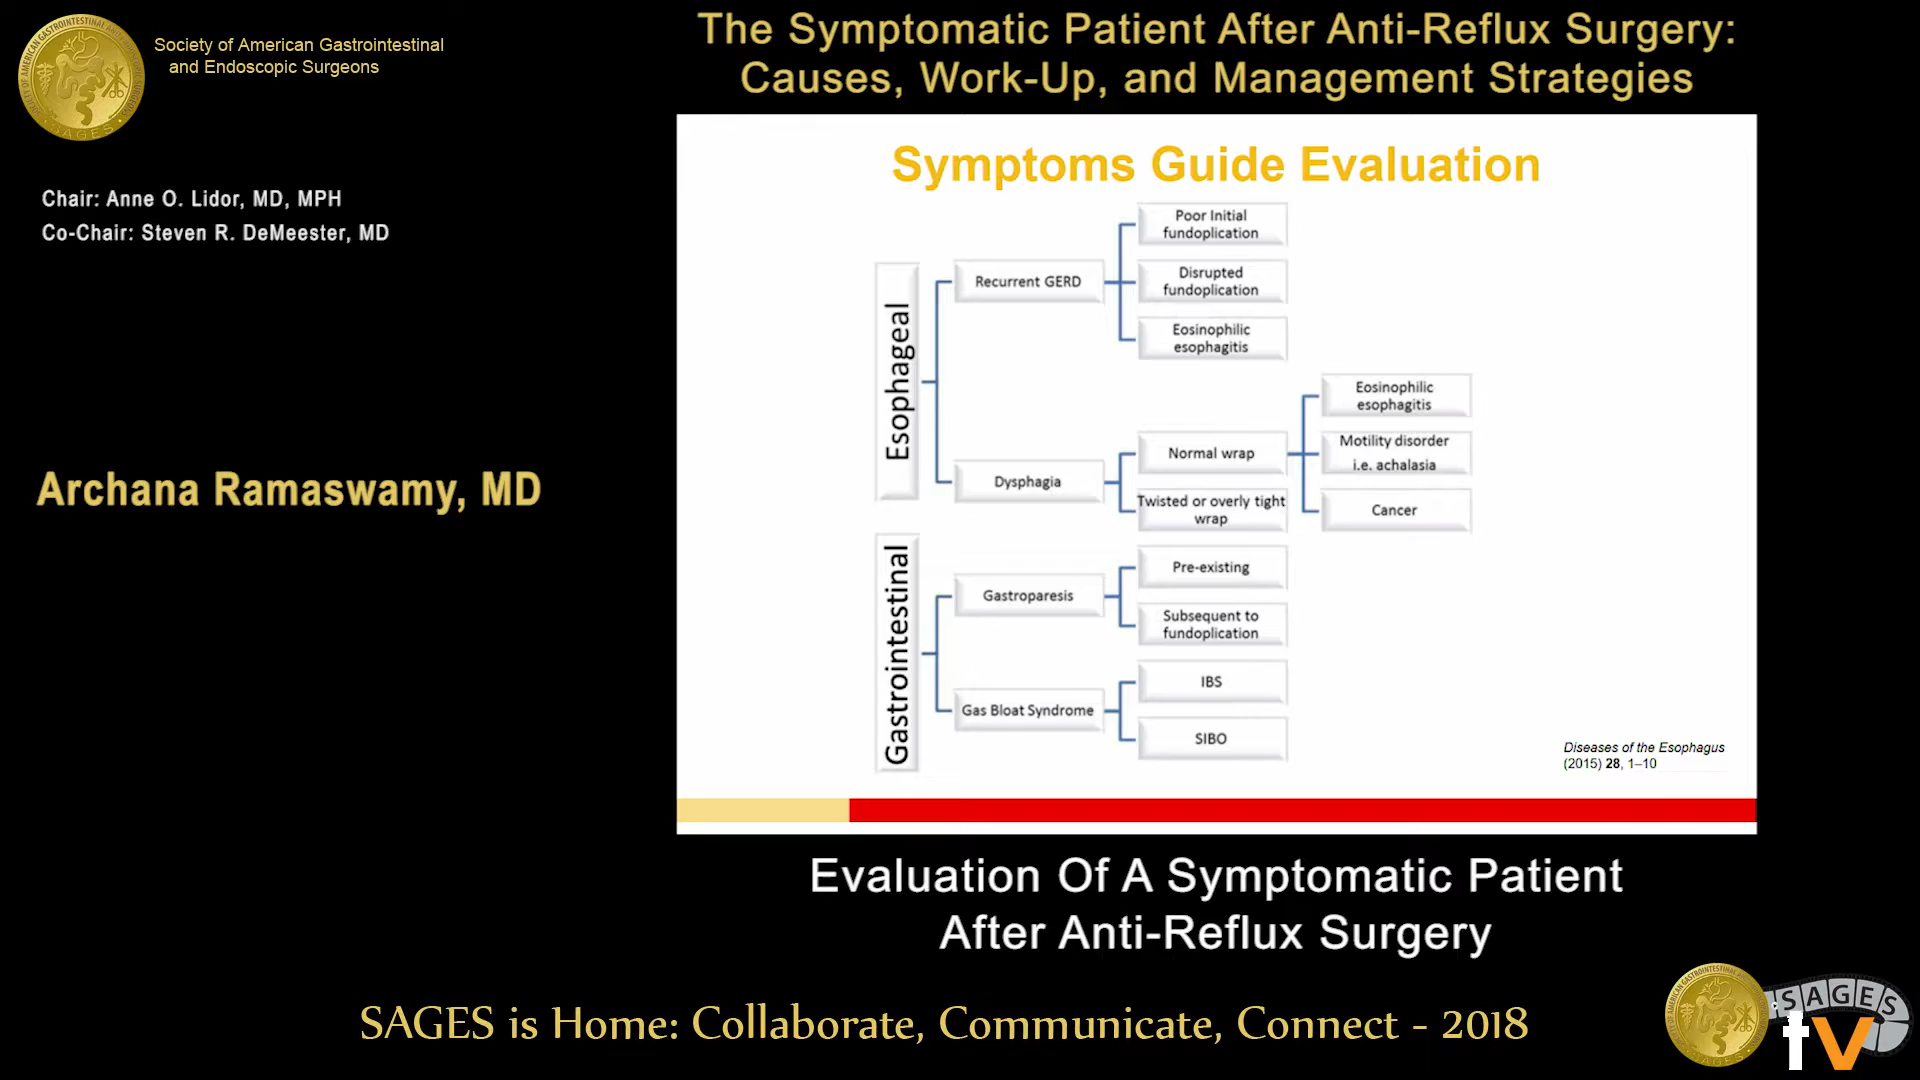 Society of American Gastrointestinal
and Endoscopic Surgeons
Chair: Anne O. Lidor, MD, MPH
Co-Chair: Steven R. DeMeester, MD
Archana Ramaswamy, MD
The Symptomatic Patient After Anti-Reflux Surgery:
Causes, Work-Up, and Management Strategies
Symptoms Guide Evaluation
Esophageal
Recurrent GERD
Poor Initial
fundoplication
Disrupted
fundoplication
Eosinophilic
esophagitis
Dysphagia
Normal wrap
Eosinophilic
esophagitis
Motility disorder
i.e. achalasia
Cancer
Twisted or overly tight
wrap
Gastrointestinal
Gastroparesis
Pre-existing
Subsequent to
fundoplication
Gas Bloat Syndrome
IBS
SIBO
Diseases of the Esophagus
(2015) 28, 1–10
Evaluation Of A Symptomatic Patient
After Anti-Reflux Surgery
SAGES is Home: Collaborate, Communicate, Connect - 2018
SAGES
tv